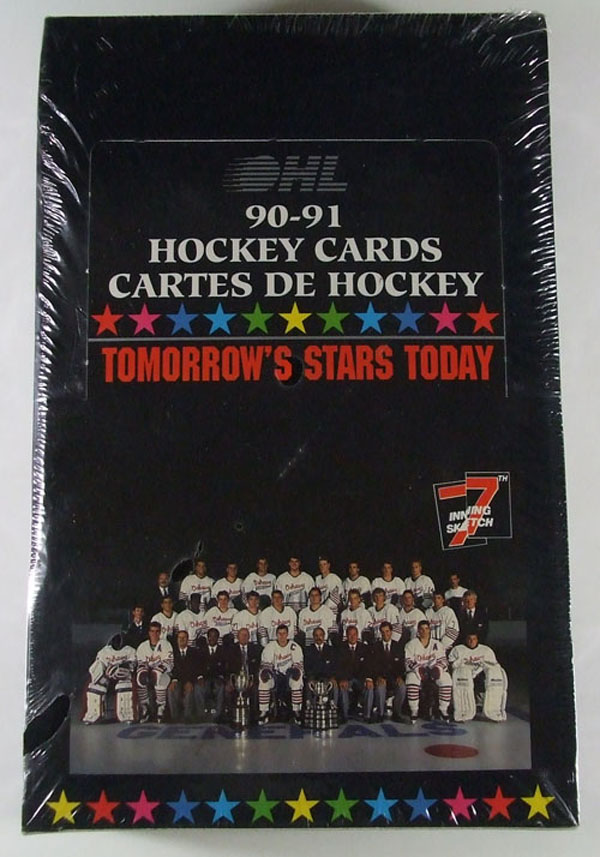 OHL
90-91
HOCKEY CARDS
CARTES DE HOCKEY
TOMORROW'S STARS TODAY
7TH
INNING
SKETCH
GENERALS